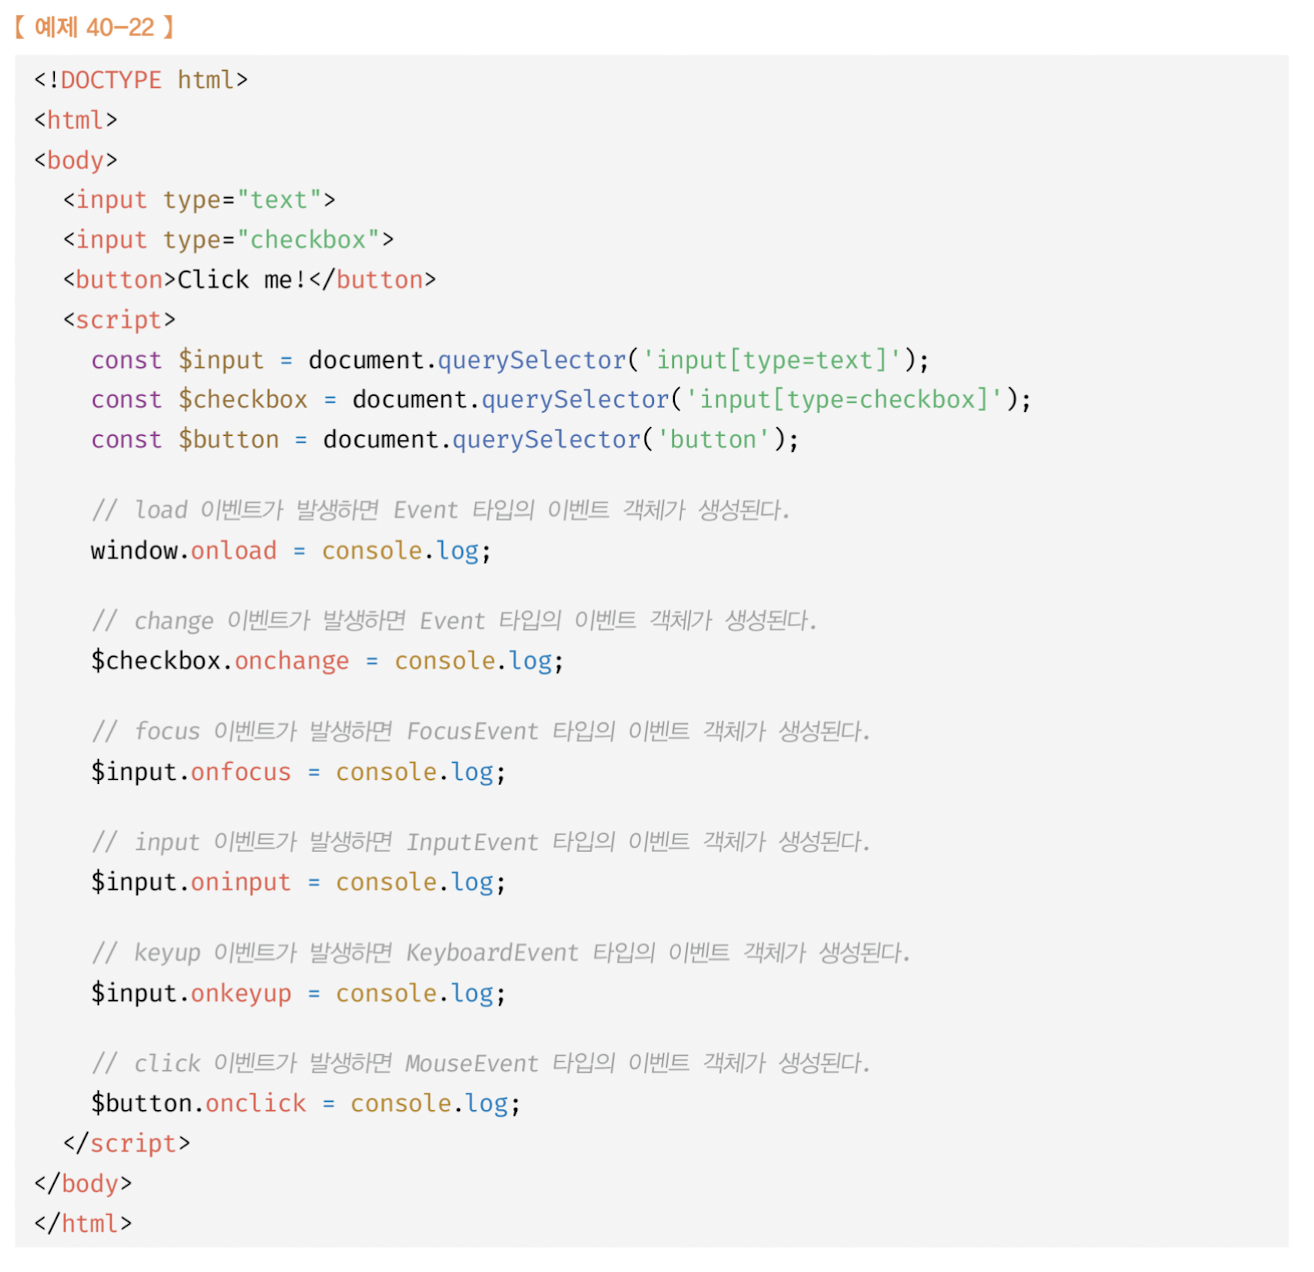 【 예제 40-22 】
<!DOCTYPE html>
<html>
<body>
  <input type="text">
  <input type="checkbox">
  <button>Click me!</button>
  <script>
    const $input = document.querySelector('input[type=text]');
    const $checkbox = document.querySelector('input[type=checkbox]');
    const $button = document.querySelector('button');

    // load 이벤트가 발생하면 Event 타입의 이벤트 객체가 생성된다.
    window.onload = console.log;

    // change 이벤트가 발생하면 Event 타입의 이벤트 객체가 생성된다.
    $checkbox.onchange = console.log;

    // focus 이벤트가 발생하면 FocusEvent 타입의 이벤트 객체가 생성된다.
    $input.onfocus = console.log;

    // input 이벤트가 발생하면 InputEvent 타입의 이벤트 객체가 생성된다.
    $input.oninput = console.log;

    // keyup 이벤트가 발생하면 KeyboardEvent 타입의 이벤트 객체가 생성된다.
    $input.onkeyup = console.log;

    // click 이벤트가 발생하면 MouseEvent 타입의 이벤트 객체가 생성된다.
    $button.onclick = console.log;
  </script>
</body>
</html>